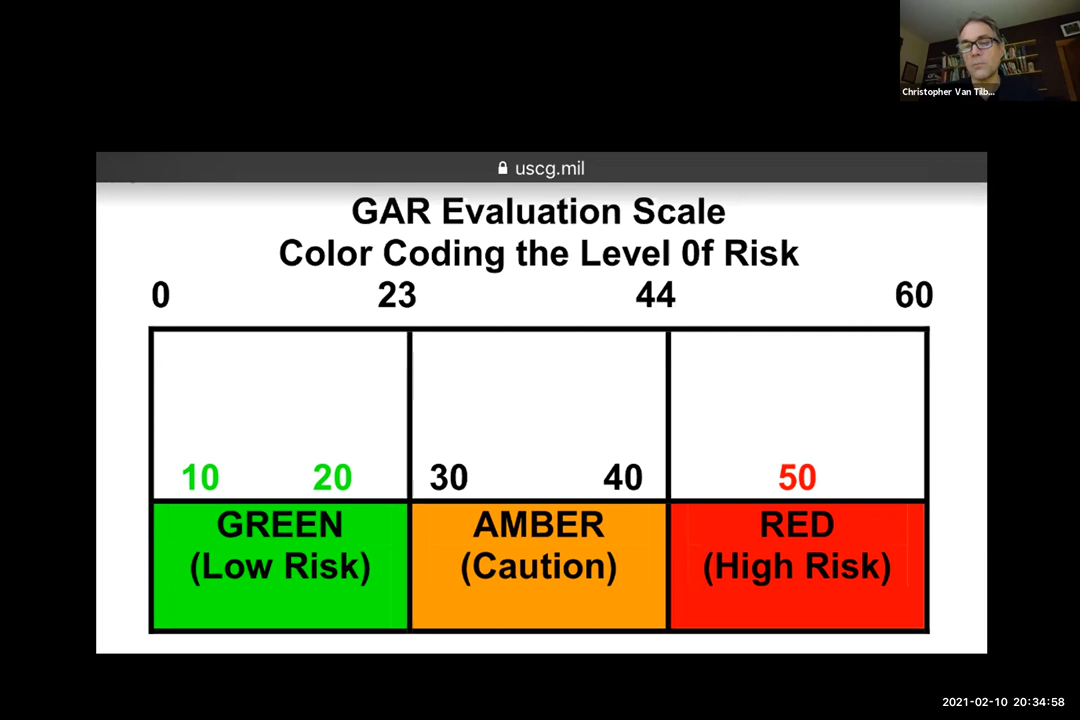 Christopher Van Tilb...
uscg.mil
GAR Evaluation Scale
Color Coding the Level 0f Risk
0 23 44 60
10 20 30 40 50
GREEN AMBER RED
(Low Risk) (Caution) (High Risk)
2021-02-10 20:34:58